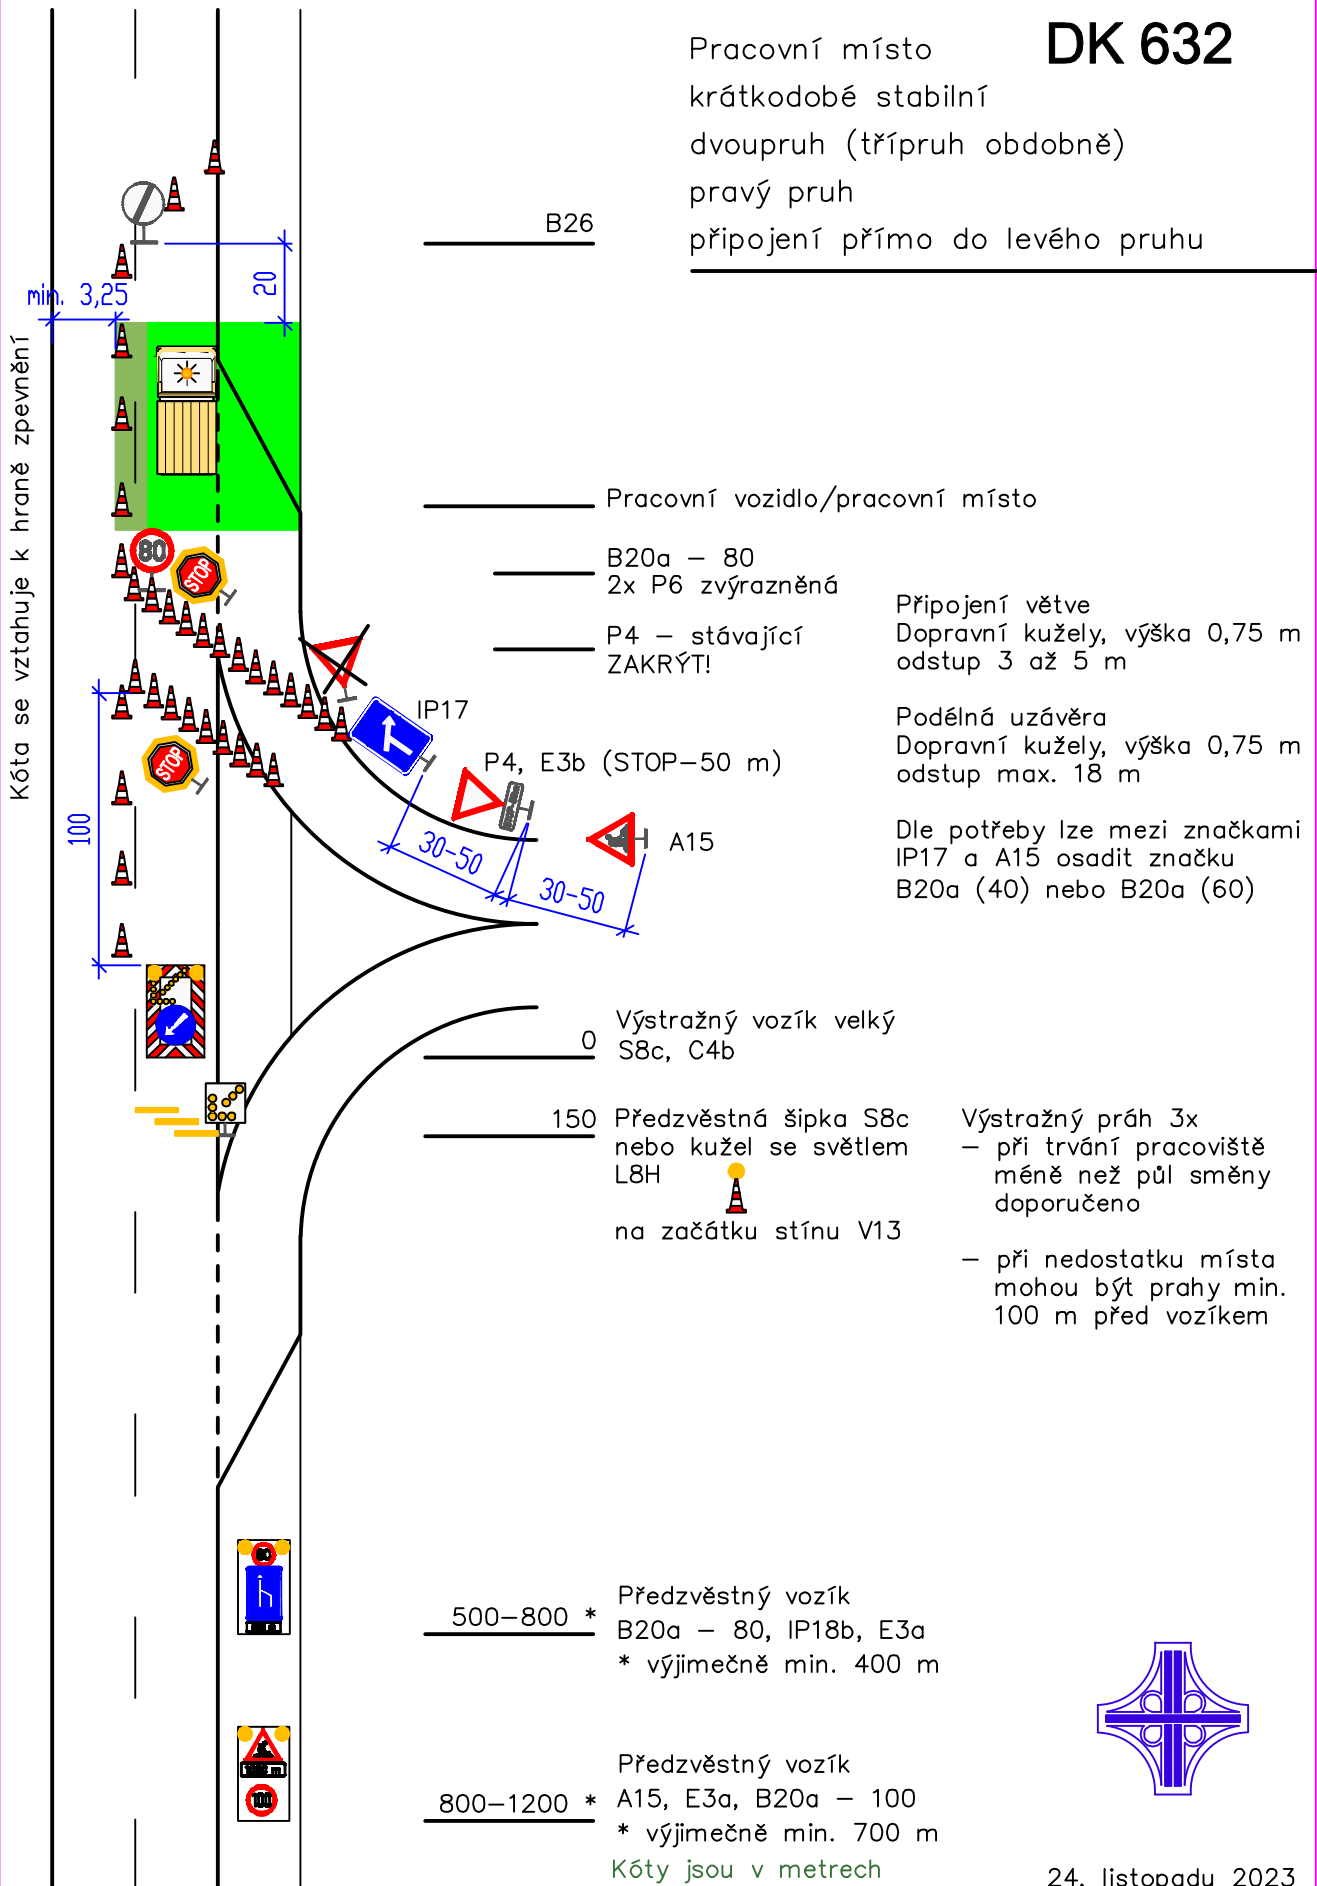 DK 632
Pracovní místo
krátkodobé stabilní
dvoupruh (třípruh obdobně)
pravý pruh
připojení přímo do levého pruhu
B26
20
min. 3,25
Kóta se vztahuje k hraně zpevnění
Pracovní vozidlo/pracovní místo
B20a – 80
2x P6 zvýrazněná
80
STOP
P4 – stávající
ZAKRÝT!
Připojení větve
Dopravní kužely, výška 0,75 m
odstup 3 až 5 m
Podélná uzávěra
Dopravní kužely, výška 0,75 m
odstup max. 18 m
Dle potřeby lze mezi značkami
IP17 a A15 osadit značku
B20a (40) nebo B20a (60)
IP17
P4, E3b (STOP–50 m)
STOP
A15
100
30-50
30-50
0
Výstražný vozík velký
S8c, C4b
150
Předzvěstná šipka S8c
nebo kužel se světlem
L8H
na začátku stínu V13
Výstražný práh 3x
– při trvání pracoviště
méně než půl směny
doporučeno
– při nedostatku místa
mohou být prahy min.
100 m před vozíkem
80
500–800 *
Předzvěstný vozík
B20a – 80, IP18b, E3a
* výjimečně min. 400 m
100
800–1200 *
Předzvěstný vozík
A15, E3a, B20a – 100
* výjimečně min. 700 m
Kóty jsou v metrech
24. listopadu 2023